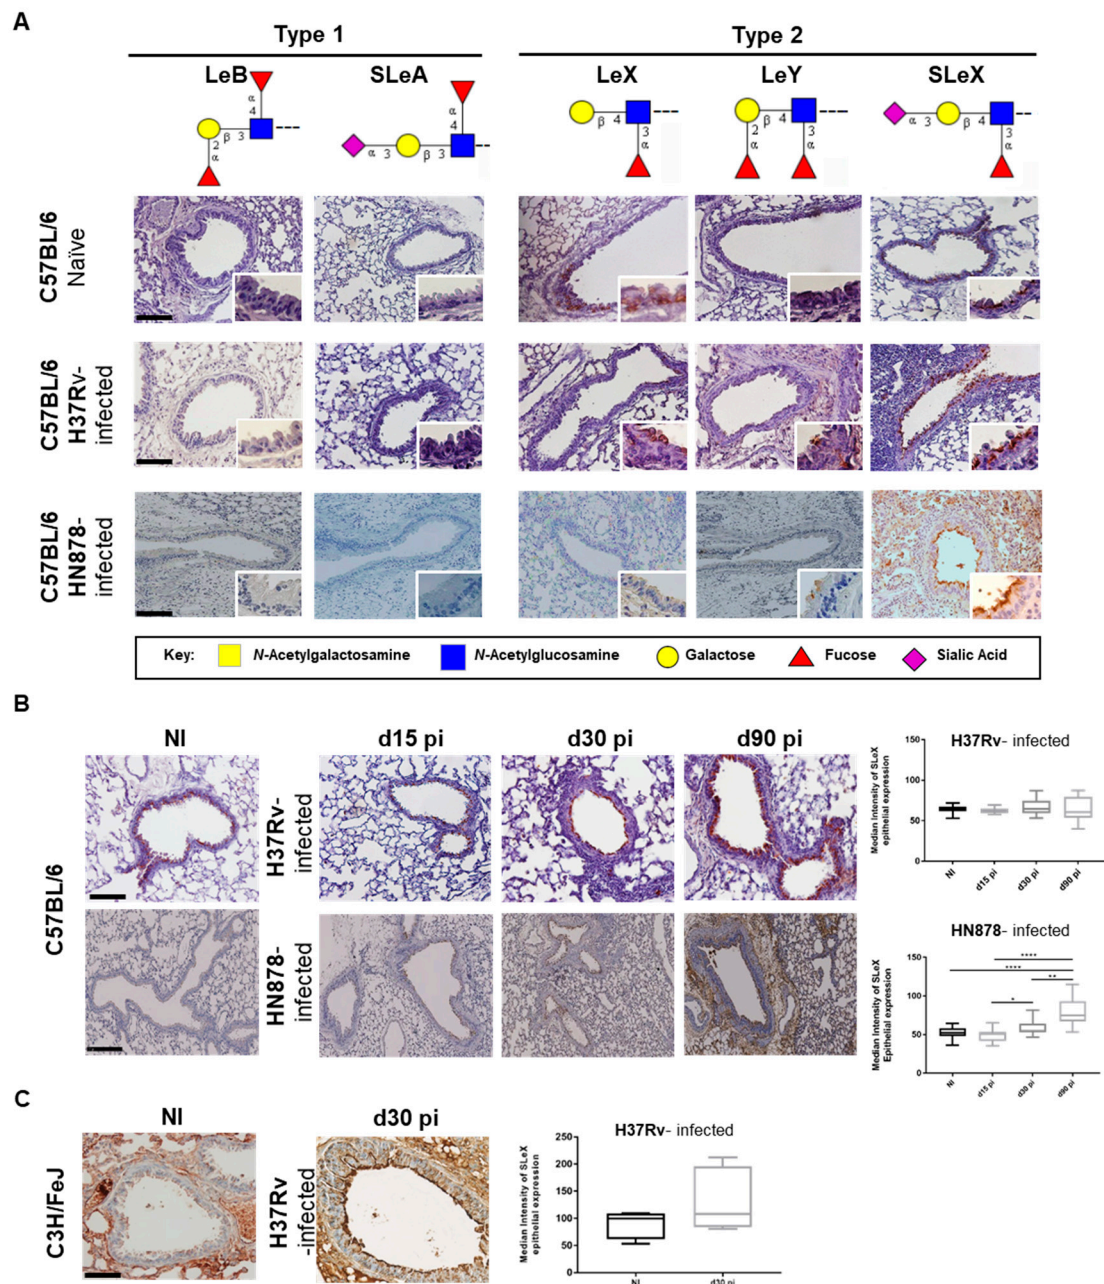 A
Type 1
Type 2
LeB
SLeA
LeX
LeY
SLeX
α
4
β 3
2
α
α
4
α 3
β 3
β 4
3
α
β 4
2
α
3
α
α 3
β 4
3
α
C57BL/6
Naïve
C57BL/6
H37Rv-
infected
C57BL/6
HN878-
infected
Key:
N-Acetylgalactosamine
N-Acetylglucosamine
Galactose
Fucose
Sialic Acid
B
NI
d15 pi
d30 pi
d90 pi
C57BL/6
H37Rv-
infected
HN878-
infected
H37Rv- infected
Median Intensity of SLeX
epithelial expression
150
100
50
0
NI
d15 pi
d30 pi
d90 pi
HN878- infected
Median Intensity of SLeX
Epithelial expression
****
****
**
*
150
100
50
0
NI
d15 pi
d30 pi
d90 pi
C
NI
d30 pi
C3H/FeJ
H37Rv
-infected
H37Rv- infected
Median Intensity of SLeX
epithelial expression
250
200
150
100
50
0
NI
d30 pi